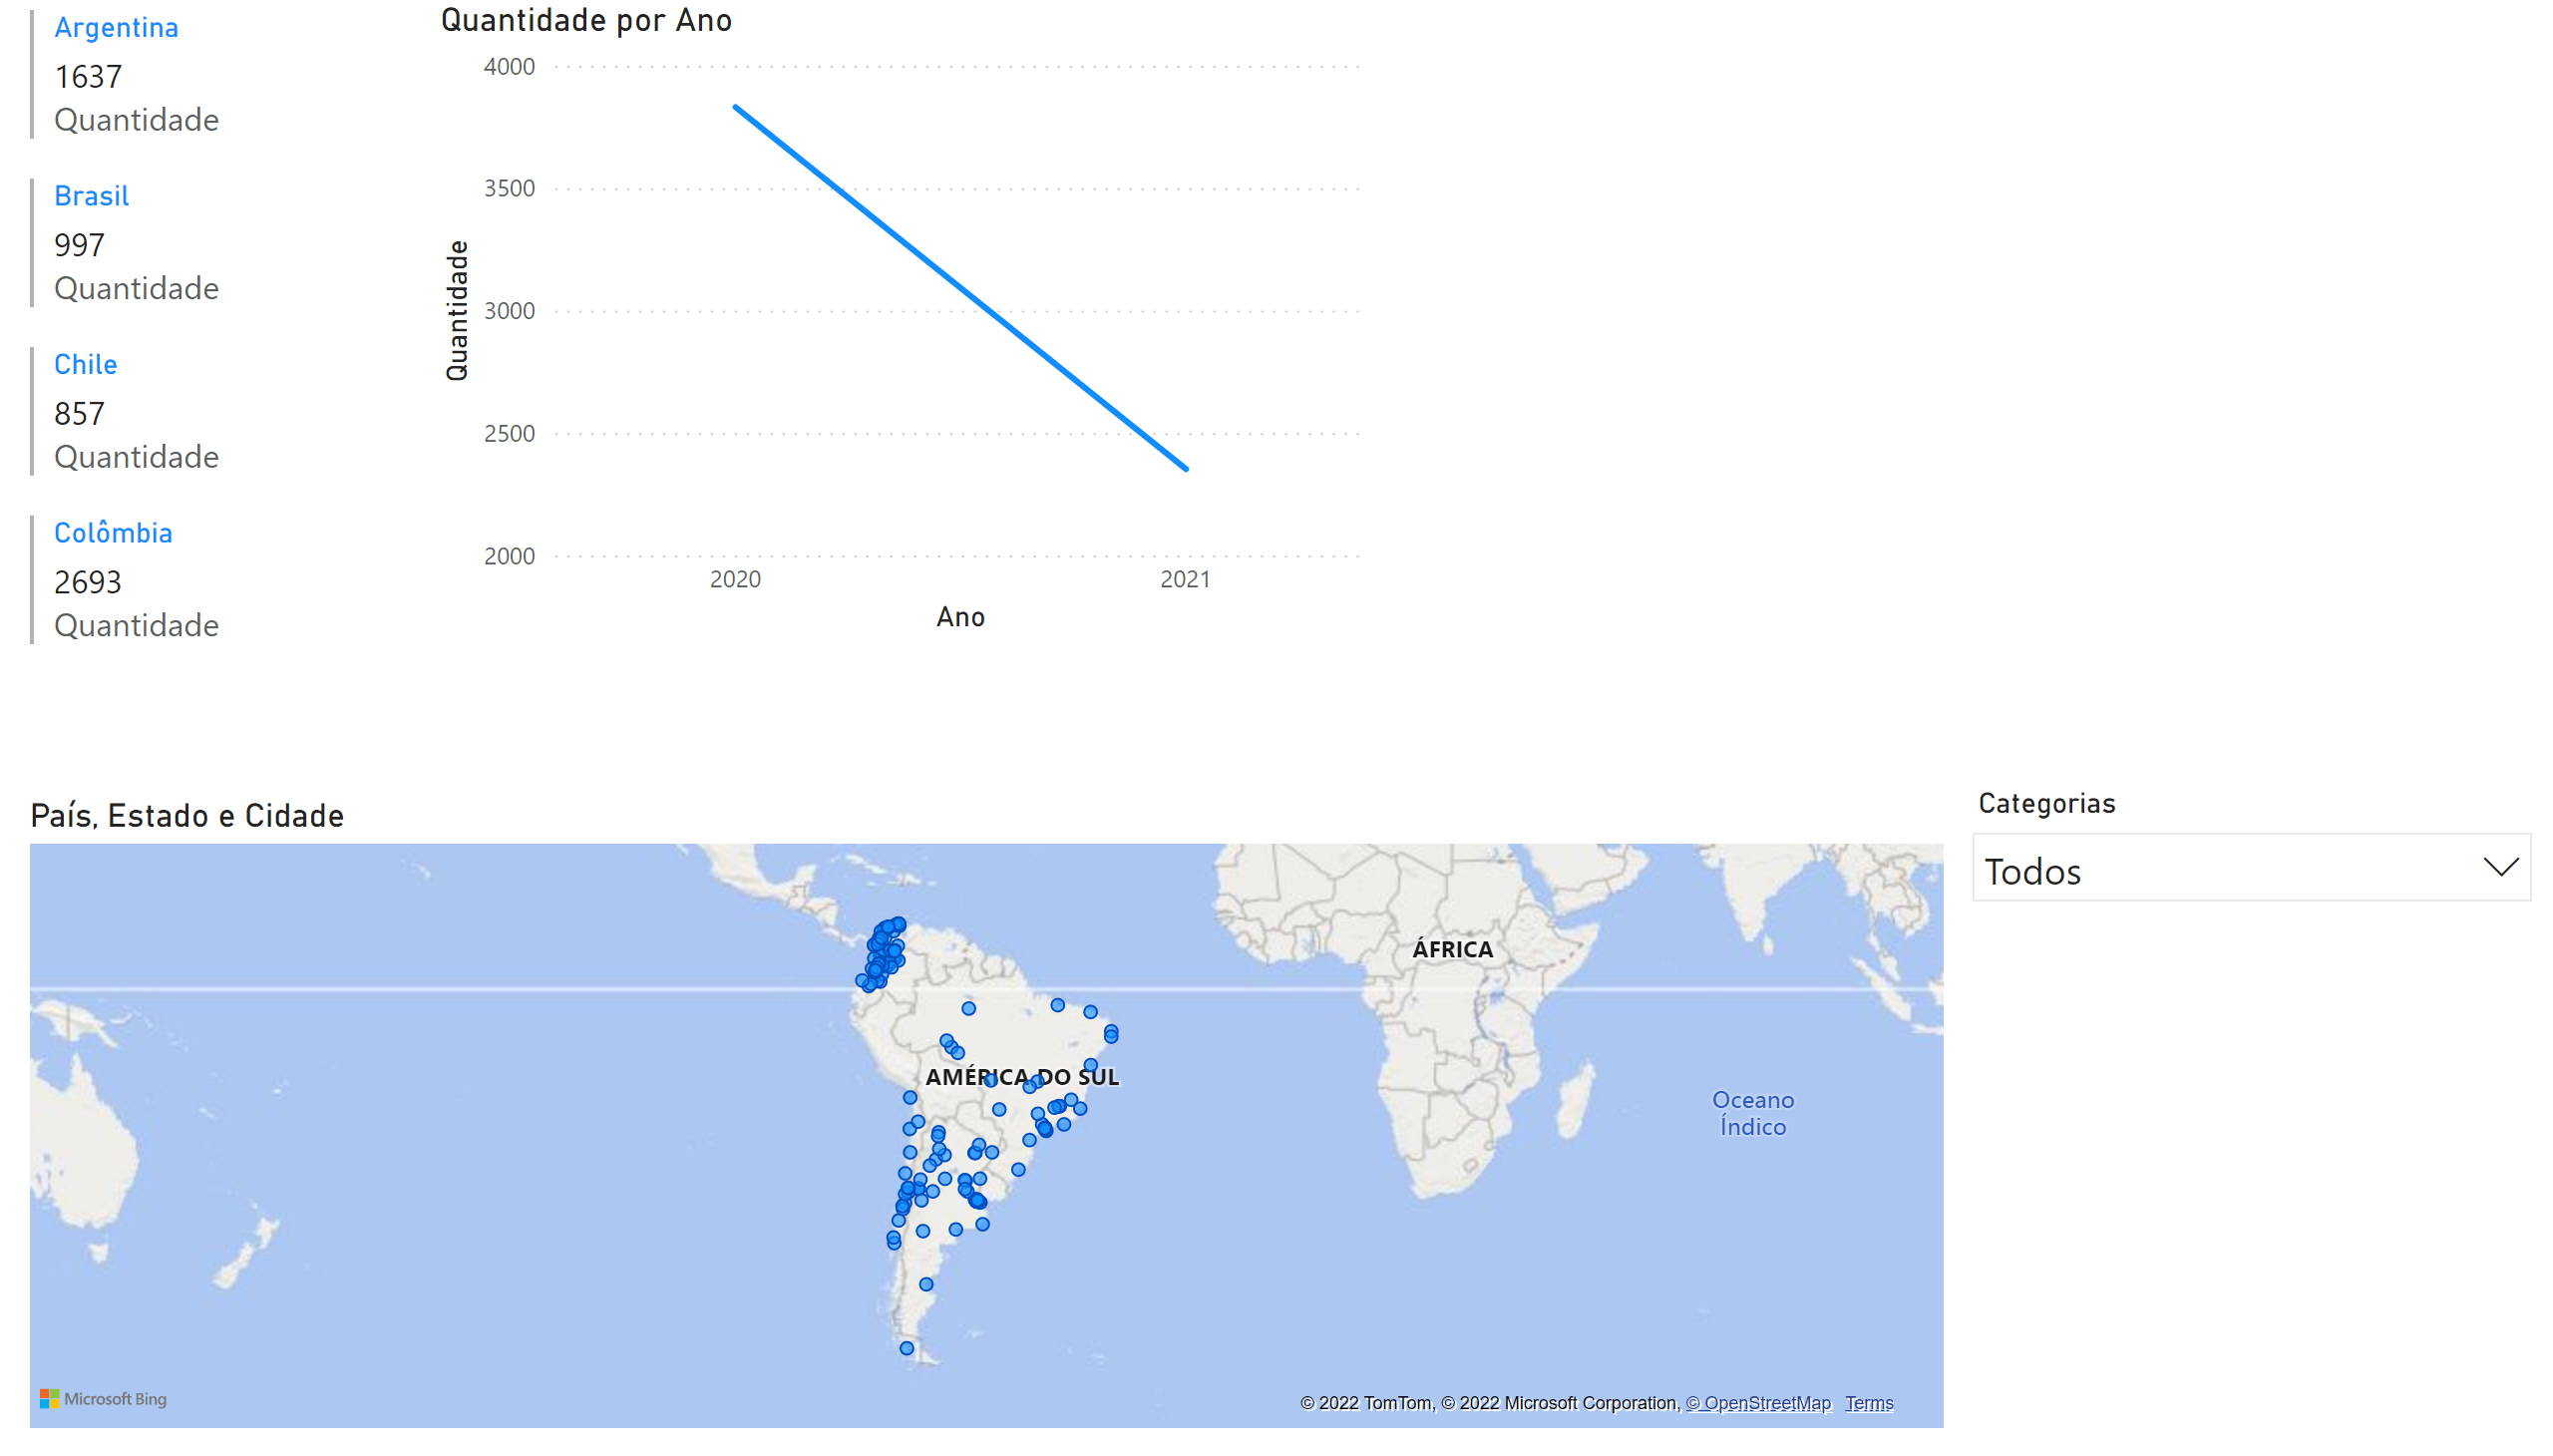 Argentina
1637
Quantidade
Brasil
997
Quantidade
Chile
857
Quantidade
Colômbia
2693
Quantidade
Quantidade por Ano
4000
3500
3000
2500
2000
Quantidade
2020
2021
Ano
País, Estado e Cidade
ÁFRICA
AMÉRICA DO SUL
Oceano
Índico
Microsoft Bing
© 2022 TomTom, © 2022 Microsoft Corporation, © OpenStreetMap Terms
Categorias
Todos